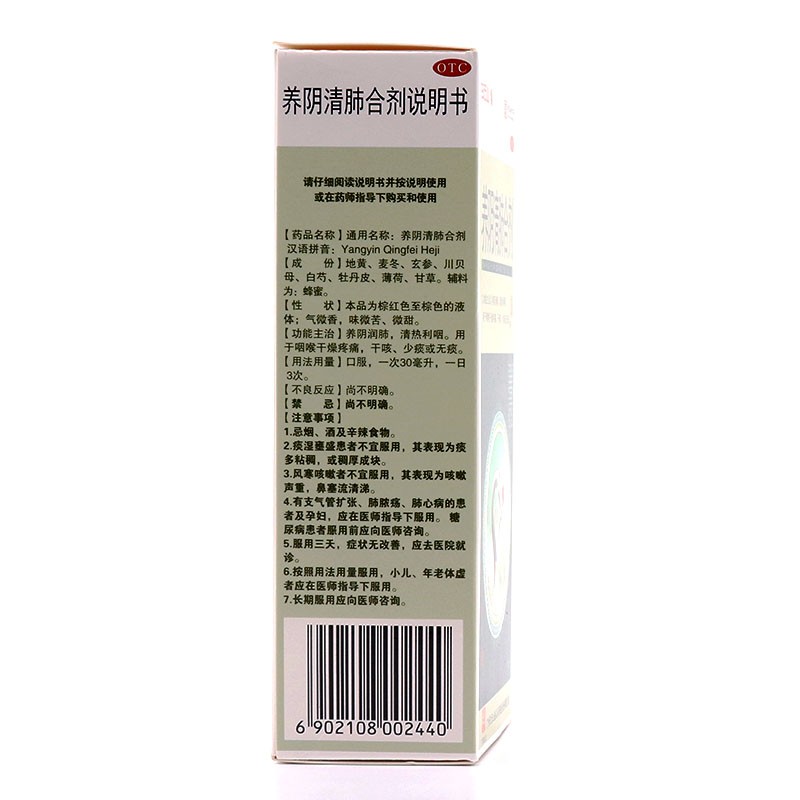 OTC
养阴清肺合剂说明书
请仔细阅读说明书并按说明使用
或在药师指导下购买和使用
【药品名称】通用名称：养阴清肺合剂
汉语拼音：Yangyin Qingfei Heji
【成　份】地黄、麦冬、玄参、川贝
母、白芍、牡丹皮、薄荷、甘草。辅料
为：蜂蜜。
【性　状】本品为棕红色至棕色的液
体；气微香，味微苦、微甜。
【功能主治】养阴润肺，清热利咽。用
于咽喉干燥疼痛，干咳、少痰或无痰。
【用法用量】口服，一次30毫升，一日
3次。
【不良反应】尚不明确。
【禁　忌】尚不明确。
【注意事项】
1.忌烟、酒及辛辣食物。
2.痰湿壅盛患者不宜服用，其表现为痰
多粘稠，或稠厚成块。
3.风寒咳嗽者不宜服用，其表现为咳嗽
声重，鼻塞流清涕。
4.有支气管扩张、肺脓疡、肺心病的患
者及孕妇，应在医师指导下服用。糖
尿病患者服用前应向医师咨询。
5.服用三天，症状无改善，应去医院就
诊。
6.按照用法用量服用，小儿、年老体虚
者应在医师指导下服用。
7.长期服用应向医师咨询。
6 902108 002440